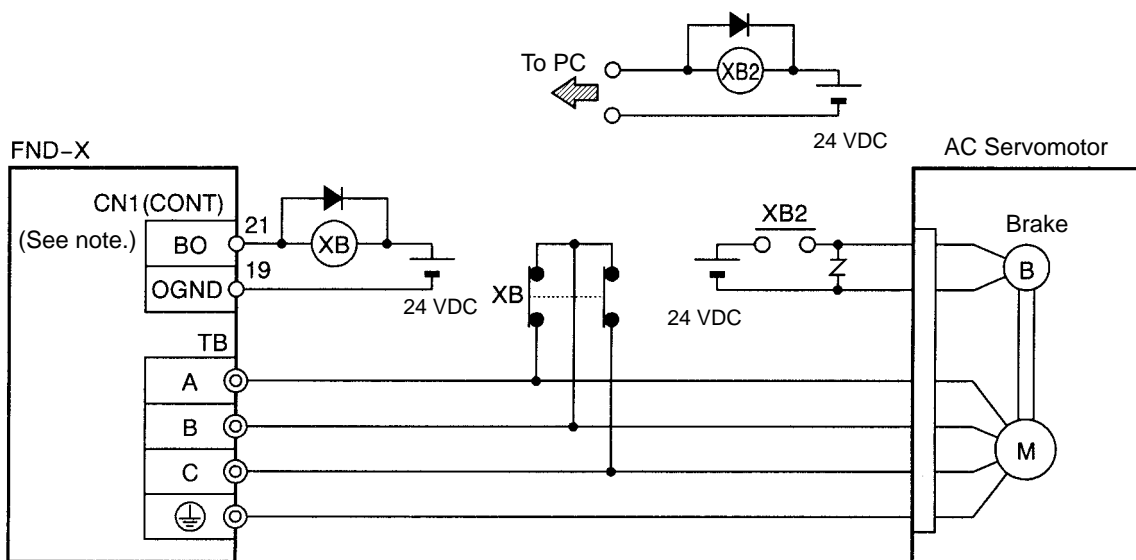 To PC
XB2
24 VDC
FND-X
AC Servomotor
CN1(CONT)
(See note.)
BO
21
XB
OGND
19
24 VDC
XB
XB2
24 VDC
Brake
B
TB
A
B
C
M